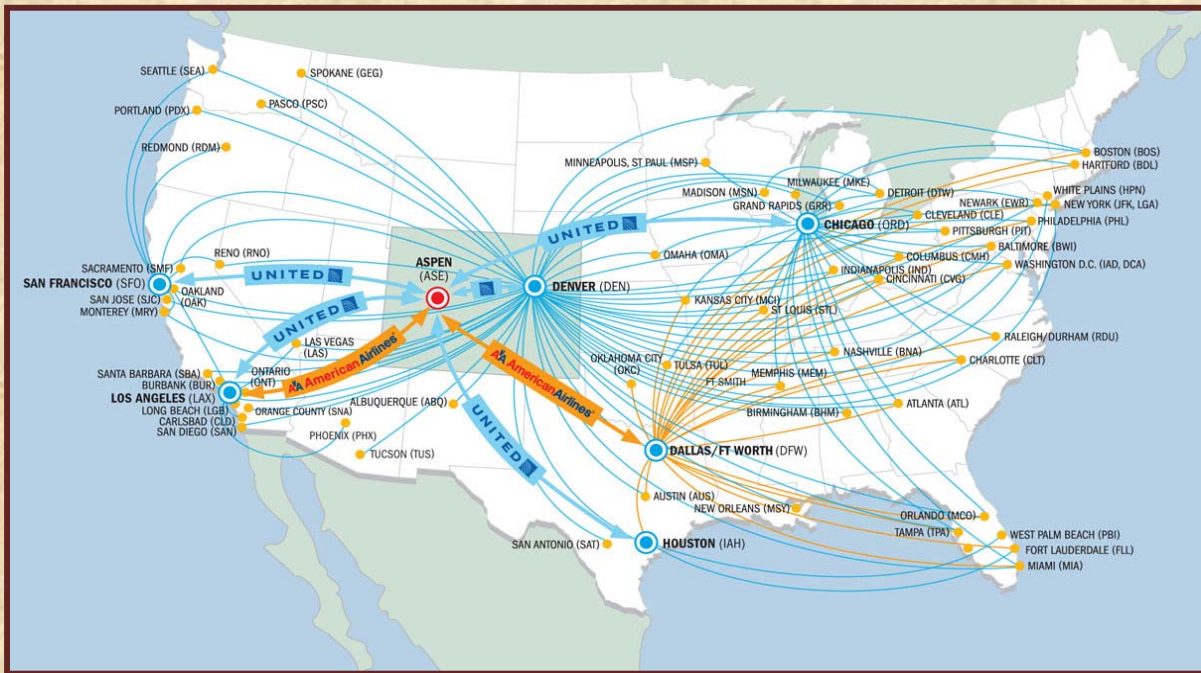 SEATTLE (SEA)
SPOKANE (GEG)
PASCO (PSC)
PORTLAND (PDX)
REDMOND (RDM)
MINNEAPOLIS, ST PAUL (MSP)
BOSTON (BOS)
HARTFORD (BDL)
MADISON (MSN)
MILWAUKEE (MKE)
DETROIT (DTW)
WHITE PLAINS (HPN)
GRAND RAPIDS (GRR)
NEWARK (EWR)
NEW YORK (JFK, LGA)
CLEVELAND (CLE)
PHILADELPHIA (PHL)
CHICAGO (ORD)
PITTSBURGH (PIT)
UNITED
BALTIMORE (BWI)
RENO (RNO)
ASPEN
(ASE)
OMAHA (OMA)
COLUMBUS (CMH)
WASHINGTON D.C. (IAD, DCA)
SACRAMENTO (SMF)
UNITED
INDIANAPOLIS (IND)
CINCINNATI (CVG)
SAN FRANCISCO (SFO)
OAKLAND
(OAK)
DENVER (DEN)
SAN JOSE (SJC)
MONTEREY (MRY)
UNITED
KANSAS CITY (MCI)
ST LOUIS (STL)
LAS VEGAS
(LAS)
RALEIGH/DURHAM (RDU)
NASHVILLE (BNA)
CHARLOTTE (CLT)
OKLAHOMA CITY
(OKC)
TULSA (TUL)
MEMPHIS (MEM)
FT SMITH
SANTA BARBARA (SBA)
ONTARIO
(ONT)
BURBANK (BUR)
AmericanAirlines
AmericanAirlines
LOS ANGELES (LAX)
LONG BEACH (LGB)
ORANGE COUNTY (SNA)
CARLSBAD (CLD)
SAN DIEGO (SAN)
ALBUQUERQUE (ABQ)
UNITED
BIRMINGHAM (BHM)
ATLANTA (ATL)
PHOENIX (PHX)
TUCSON (TUS)
DALLAS/FT WORTH (DFW)
AUSTIN (AUS)
NEW ORLEANS (MSY)
ORLANDO (MCO)
TAMPA (TPA)
WEST PALM BEACH (PBI)
SAN ANTONIO (SAT)
HOUSTON (IAH)
FORT LAUDERDALE (FLL)
MIAMI (MIA)